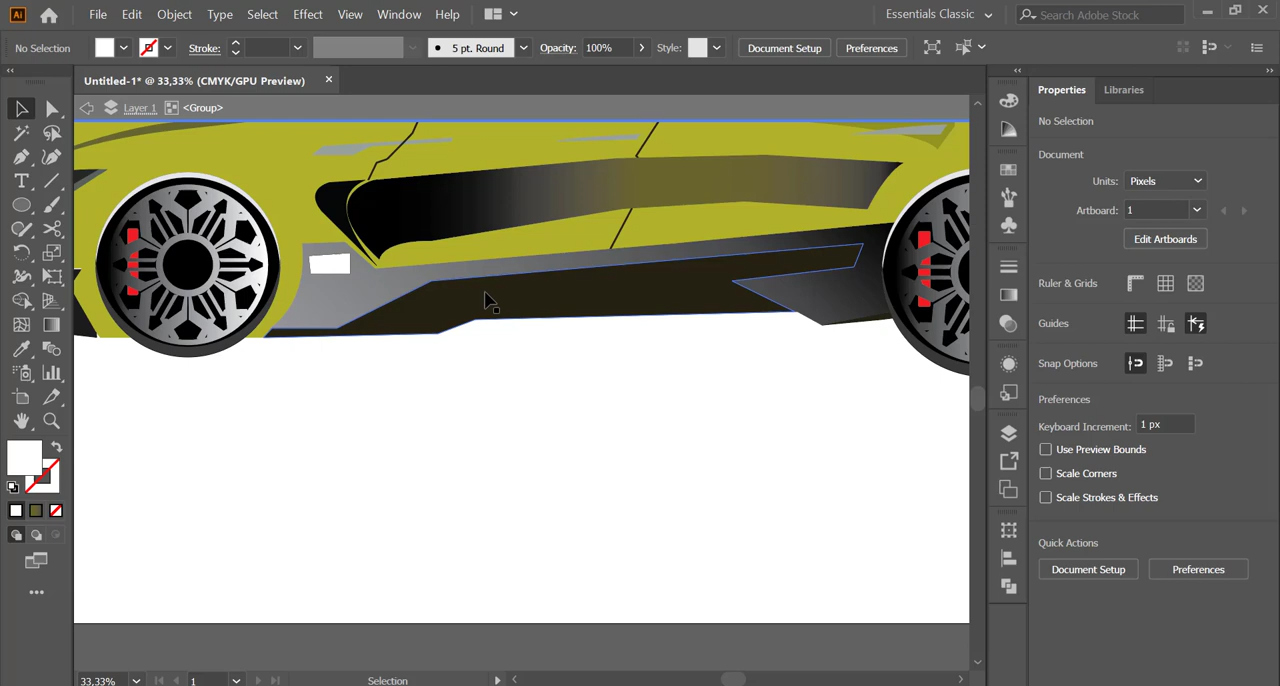 Ai File Edit Object Type Select Effect View Window Help Essentials Classic Search Adobe Stock
No Selection Stroke: 5 pt. Round Opacity: 100% Style: Document Setup Preferences
Untitled-1* @ 33,33% (CMYK/GPU Preview) × Properties Libraries
Layer 1 <Group>
No Selection
Document
Units: Pixels
Artboard: 1
Edit Artboards
Ruler & Grids
Guides
Snap Options
Preferences
Keyboard Increment: 1 px
Use Preview Bounds
Scale Corners
Scale Strokes & Effects
Quick Actions
Document Setup Preferences
33,33% 1 Selection